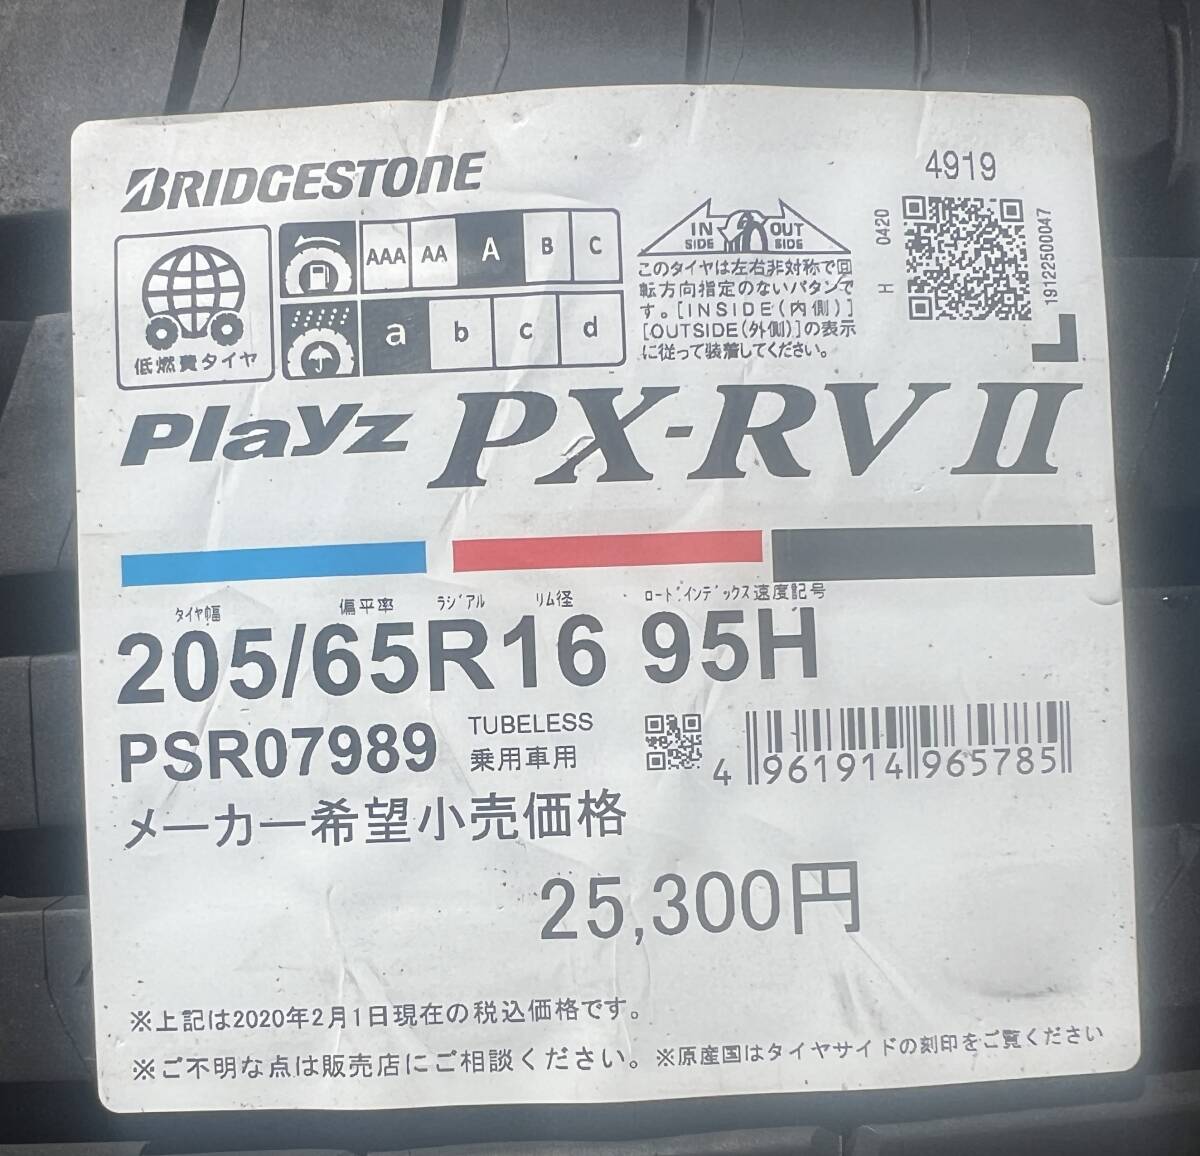 BRIDGESTONE
4919
低燃費タイヤ
AAA AA A B C
a b c d
IN SIDE OUT SIDE
このタイヤは左右非対称で回
転方向指定のないパタンで
す。[INSIDE(内側)]
[OUTSIDE(外側)]の表示
に従って装着してください。
H 0420
1912250047
Playz PX-RV II
タイヤ幅 偏平率 ラジアル リム径 ロードインデックス 速度記号
205/65R16 95H
PSR07989
TUBELESS
乗用車用
4 961914 965785
メーカー希望小売価格
25,300円
※上記は2020年2月1日現在の税込価格です。
※ご不明な点は販売店にご相談ください。※原産国はタイヤサイドの刻印をご覧ください